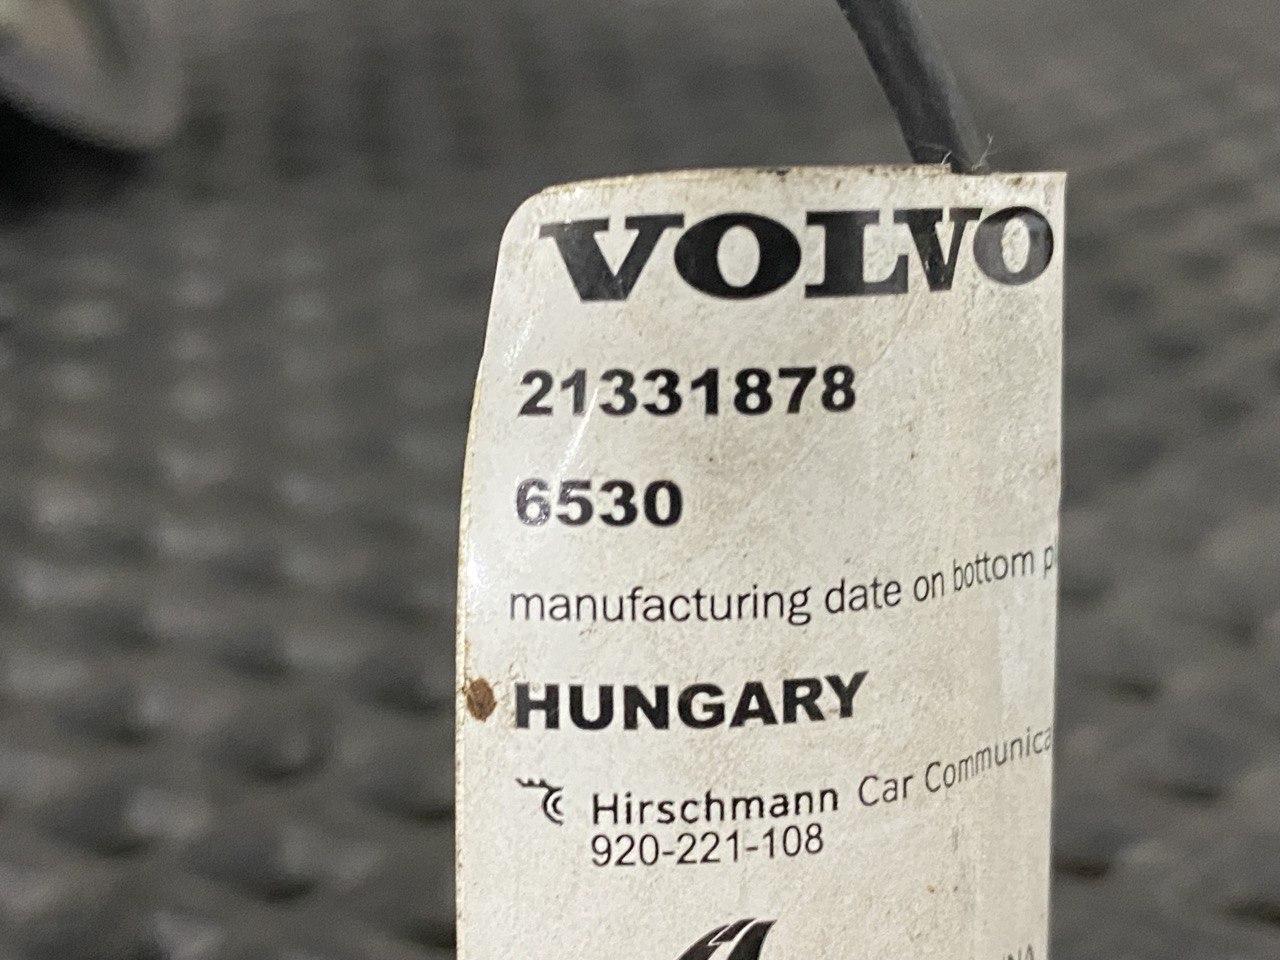 VOLVO
21331878
6530
manufacturing date on bottom
HUNGARY
Hirschmann Car
920-221-108